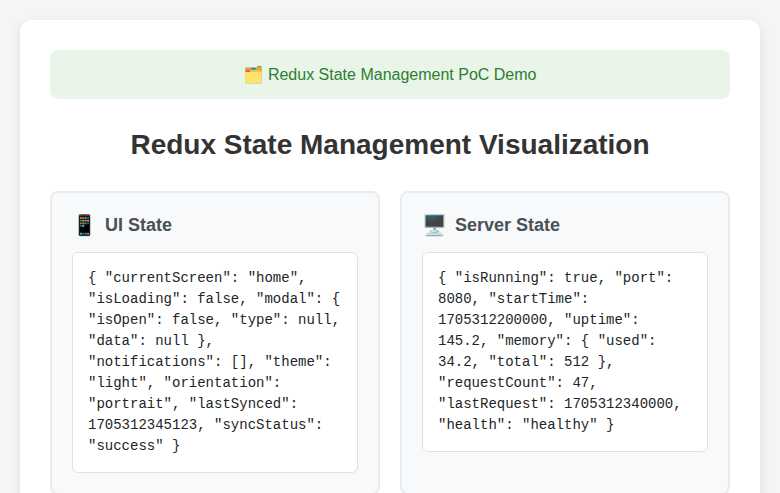 🗂️ Redux State Management PoC Demo
Redux State Management Visualization
📱 UI State
{ "currentScreen": "home",
"isLoading": false, "modal": {
"isOpen": false, "type": null,
"data": null },
"notifications": [], "theme":
"light", "orientation":
"portrait", "lastSynced":
1705312345123, "syncStatus":
"success" }
🖥️ Server State
{ "isRunning": true, "port":
8080, "startTime":
1705312200000, "uptime":
145.2, "memory": { "used":
34.2, "total": 512 },
"requestCount": 47,
"lastRequest": 1705312340000,
"health": "healthy" }